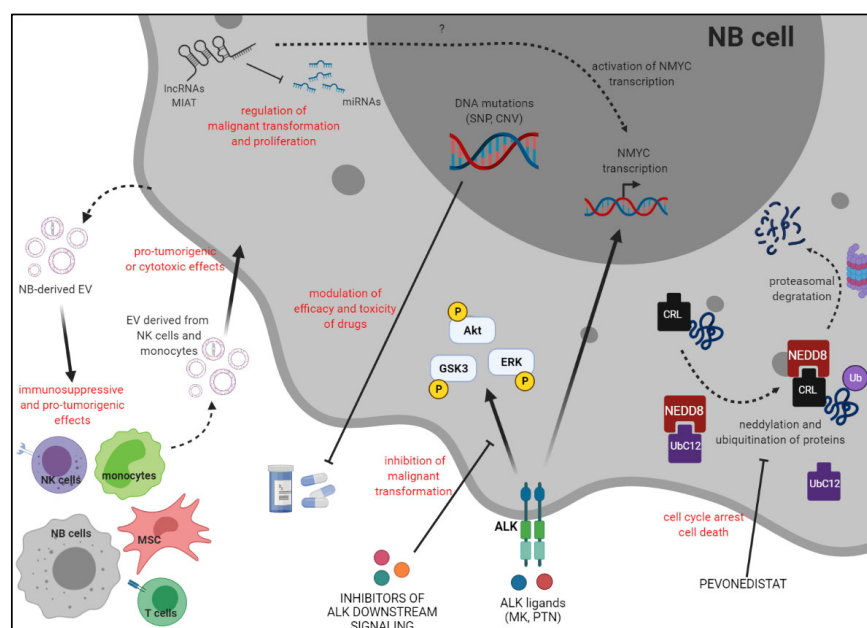 NB cell
?
activation of NMYC
transcription
lncRNAs
MIAT
miRNAs
regulation of
malignant transformation
and proliferation
DNA mutations
(SNP, CNV)
NMYC
transcription
NB-derived EV
pro-tumorigenic
or cytotoxic effects
EV derived from
NK cells and
monocytes
modulation of
efficacy and toxicity
of drugs
immunosuppressive
and pro-tumorigenic
effects
NK cells
monocytes
NB cells
MSC
T cells
P
Akt
GSK3
P
ERK
P
inhibition of
malignant
transformation
ALK
INHIBITORS OF
ALK DOWNSTREAM
SIGNALING
ALK ligands
(MK, PTN)
proteasomal
degratation
CRL
NEDD8
CRL
Ub
neddylation and
ubiquitination of proteins
NEDD8
UbC12
UbC12
cell cycle arrest
cell death
PEVONEDISTAT